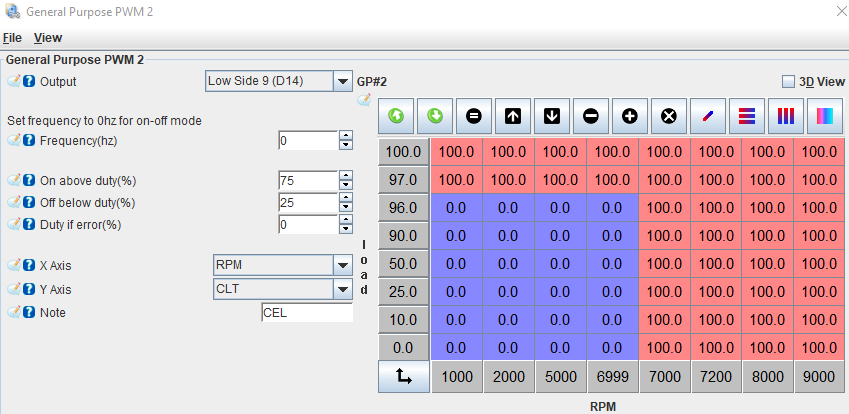 General Purpose PWM 2
File View
General Purpose PWM 2
Output Low Side 9 (D14)
Set frequency to 0hz for on-off mode
Frequency(hz) 0
On above duty(%) 75
Off below duty(%) 25
Duty if error(%) 0
X Axis RPM
Y Axis CLT
Note CEL
GP#2 3D View
load
100.0 100.0 100.0 100.0 100.0 100.0 100.0 100.0 100.0
97.0 100.0 100.0 100.0 100.0 100.0 100.0 100.0 100.0
96.0 0.0 0.0 0.0 0.0 100.0 100.0 100.0 100.0
90.0 0.0 0.0 0.0 0.0 100.0 100.0 100.0 100.0
50.0 0.0 0.0 0.0 0.0 100.0 100.0 100.0 100.0
25.0 0.0 0.0 0.0 0.0 100.0 100.0 100.0 100.0
10.0 0.0 0.0 0.0 0.0 100.0 100.0 100.0 100.0
0.0 0.0 0.0 0.0 0.0 100.0 100.0 100.0 100.0
1000 2000 5000 6999 7000 7200 8000 9000
RPM